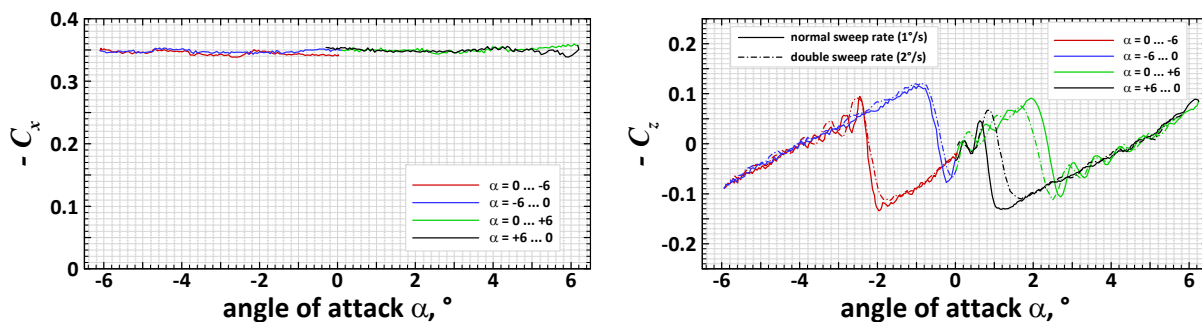 0.4
0.3
0.2
0.1
0
- Cx
-6 -4 -2 0 2 4 6
angle of attack α, °
α = 0 ... -6
α = -6 ... 0
α = 0 ... +6
α = +6 ... 0
0.2
0.1
0
-0.1
-0.2
- Cz
-6 -4 -2 0 2 4 6
angle of attack α, °
normal sweep rate (1°/s)
double sweep rate (2°/s)
α = 0 ... -6
α = -6 ... 0
α = 0 ... +6
α = +6 ... 0